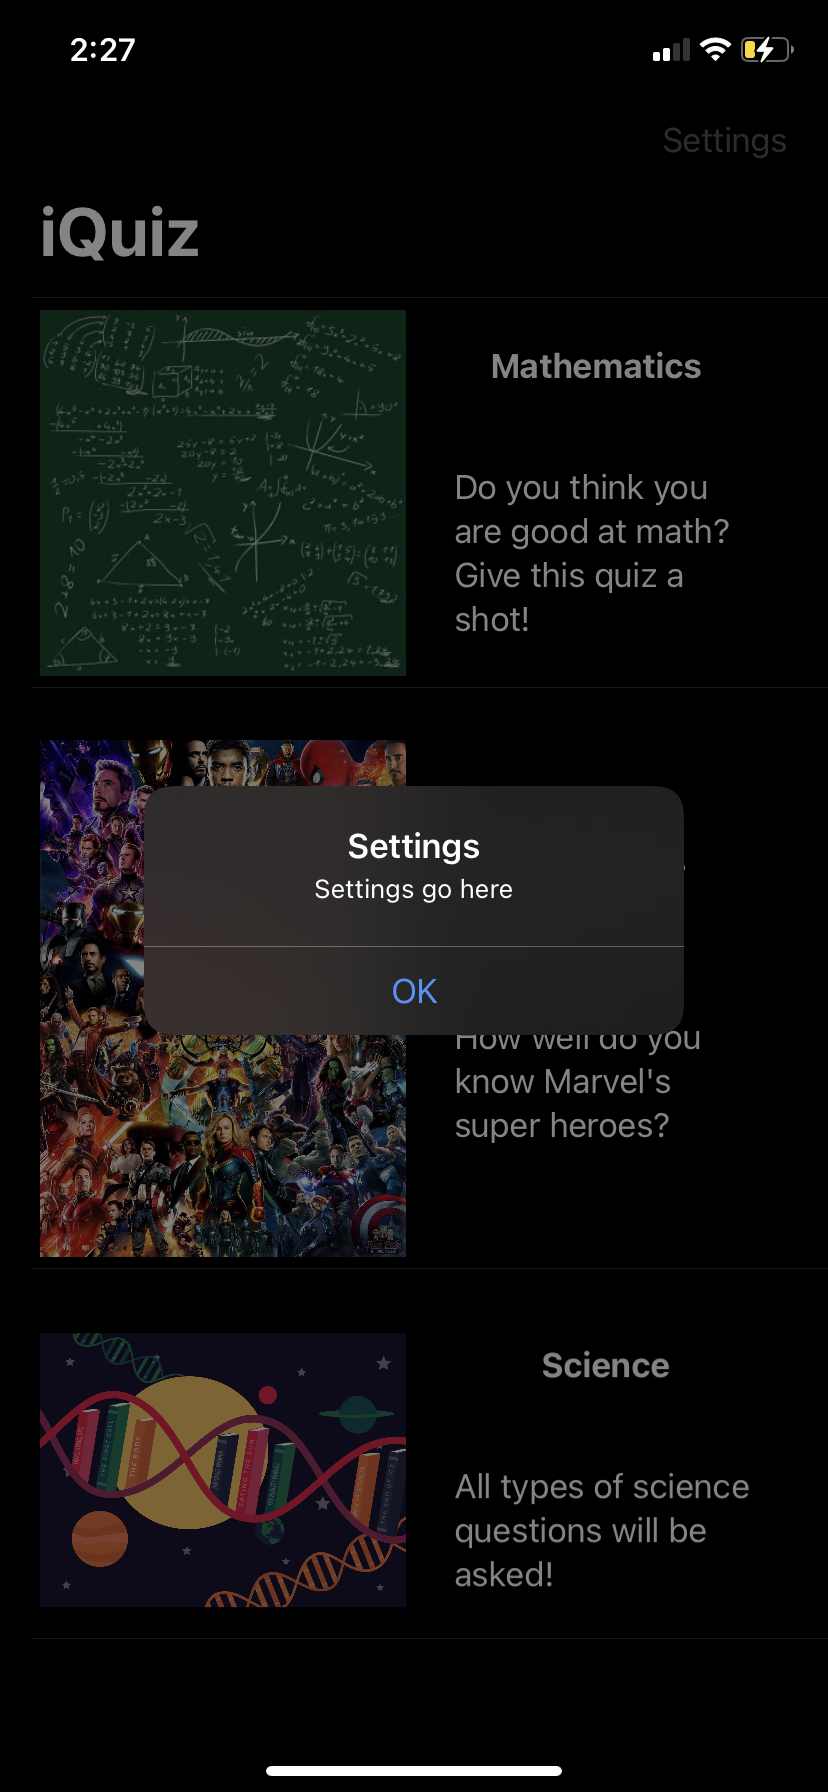 2:27
Settings
iQuiz
Mathematics
Do you think you
are good at math?
Give this quiz a
shot!
Settings
Settings go here
OK
How well do you
know Marvel's
super heroes?
Science
All types of science
questions will be
asked!